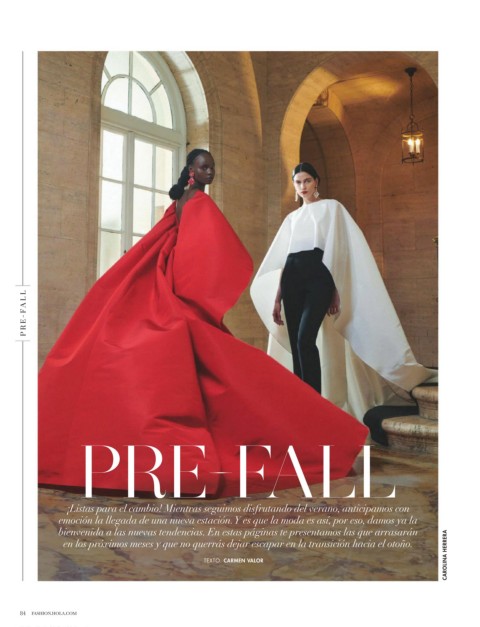 PRE-FALL
PRE-FALL
¡Listas para el cambio! Mientras seguimos disfrutando del verano, anticipamos con
emoción la llegada de una nueva estación. Y es que la moda es así, por eso, damos ya la
bienvenida a las nuevas tendencias. En estas páginas te presentamos las que arrasarán
en los próximos meses y que no querrás dejar escapar en la transición hacia el otoño.
TEXTO: CARMEN VALOR
CAROLINA HERRERA
84 FASHION.HOLA.COM